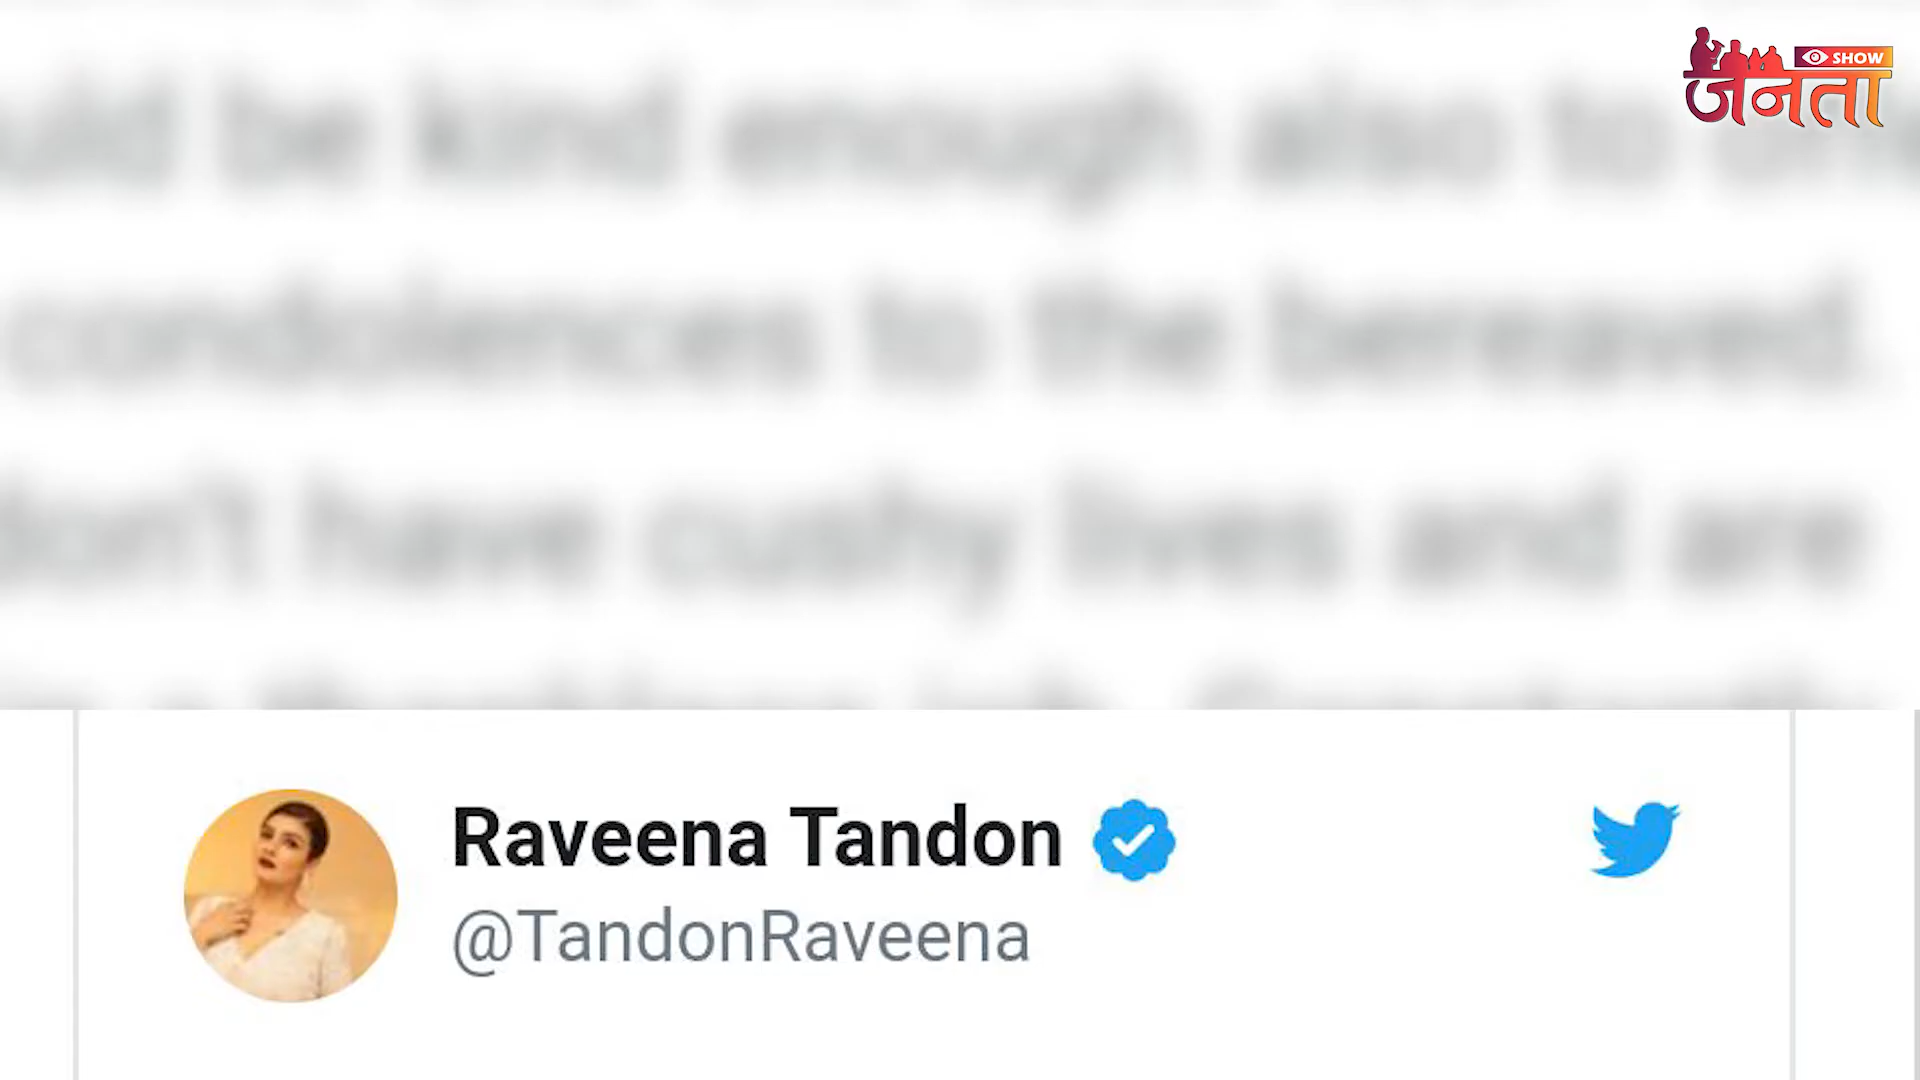 SHOW
जनता
be kind enough also to
condolences to the bereaved.
don't have cushy lives and are
Raveena Tandon
@TandonRaveena